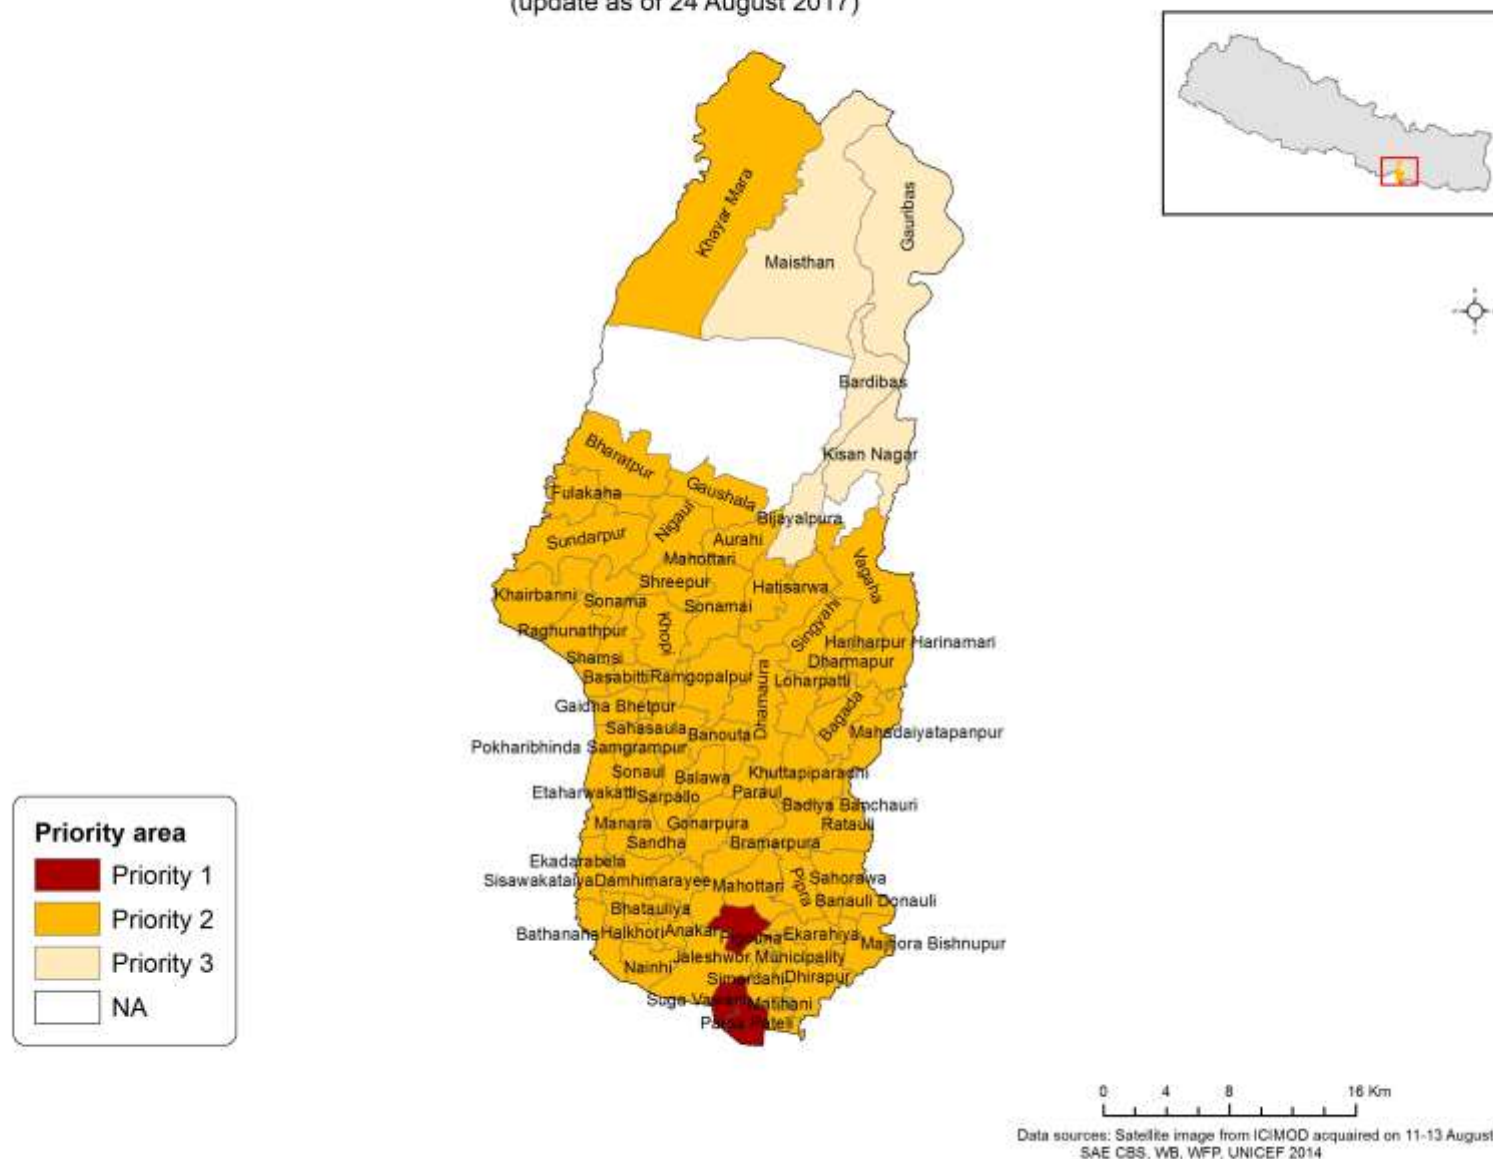 (update as of 24 August 2017)
Khayar Mara
Gauribas
Maisthan
Bardibas
Kisan Nagar
Bharatpur
Fulakaha
Gaushala
Nigaul
Bijayalpura
Sundarpur
Aurahi
Mahottari
Vagaha
Shreepur
Hatisarwa
Khairbanni
Sonama
Sonamai
Singyahi
Raghunathpur
Khopi
Hariharpur Harinamari
Shamsi
Dharmapur
Basabitti
Ramgopalpur
Loharpatti
Dhamaura
Gaidha Bhetpur
Bagada
Sahasaula
Banouta
Mahadaiyatapanpur
Pokharibhinda Samgrampur
Sonaul
Balawa
Khuttapiparadhi
Etaharwakatti
Sarpallo
Paraul
Badiya Banchauri
Manara
Gonarpura
Ratauli
Sandha
Bramarpura
Ekadarabela
Sisawakataiya
Damhimarayee
Mahottari
Pipra
Sahorawa
Banauli Donauli
Bhatauliya
Bathanaha
Halkhori
Anakar
Ekarahiya
Majhora Bishnupur
Nainhi
Jaleshwor Municipality
Simardahi
Dhirapur
Matihani
Priority area
Priority 1
Priority 2
Priority 3
NA
0 4 8 16 Km
Data sources: Satellite image from ICIMOD acquaired on 11-13 August
SAE CBS, WB, WFP, UNICEF 2014